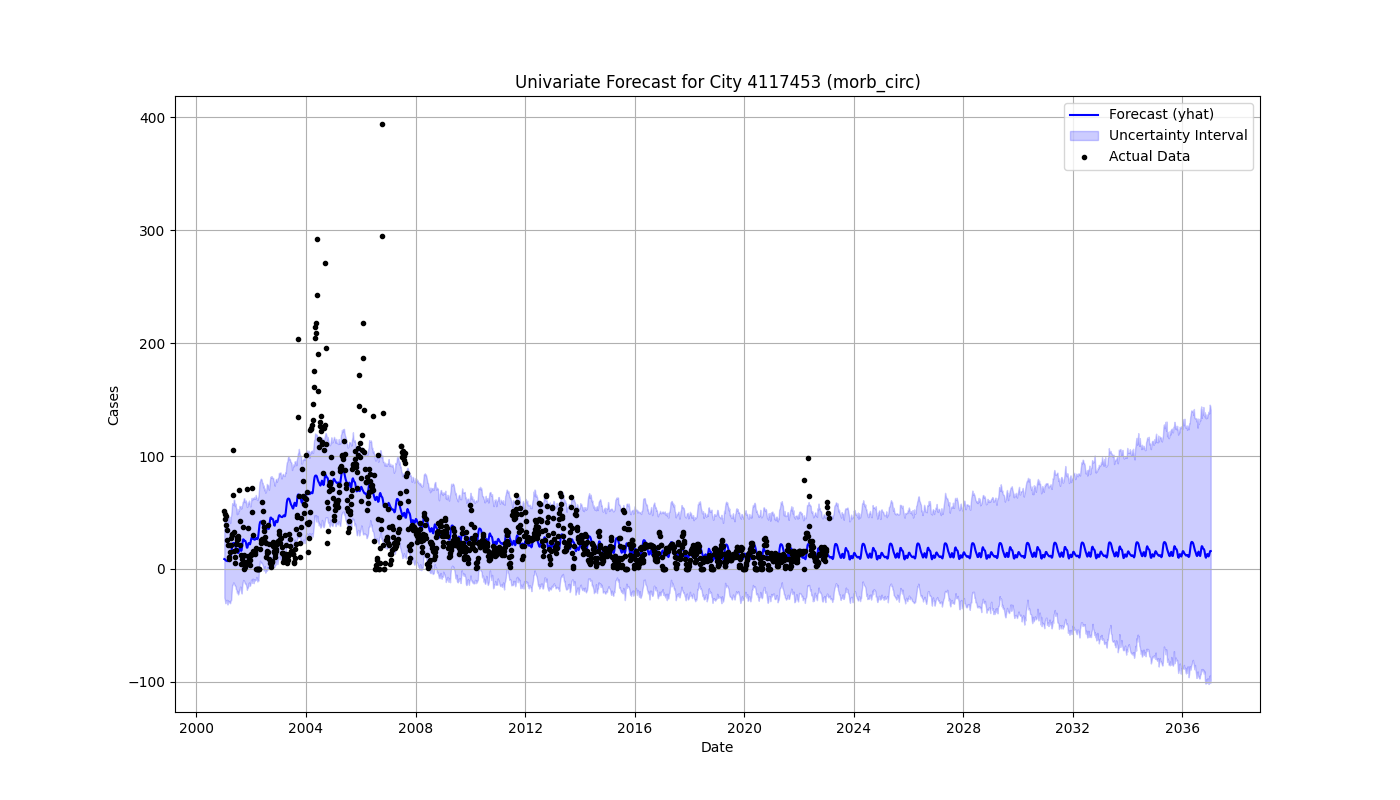 Univariate Forecast for City 4117453 (morb_circ)
Forecast (yhat)
Uncertainty Interval
Actual Data
Cases
400
300
200
100
0
−100
2000 2004 2008 2012 2016 2020 2024 2028 2032 2036
Date